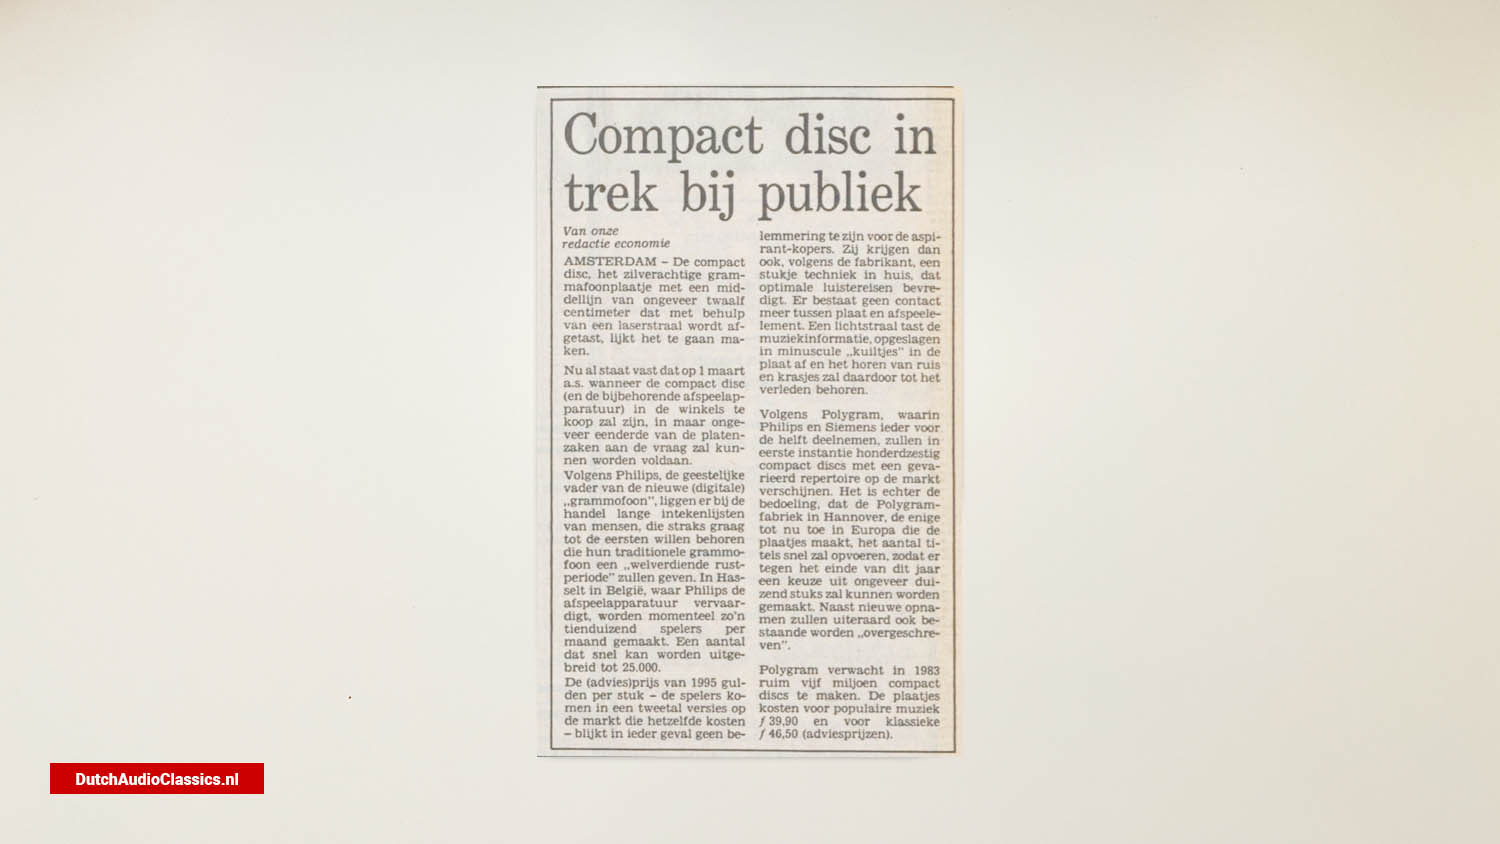 Compact disc in
trek bij publiek
Van onze
redactie economie
AMSTERDAM – De compact
disc, het zilverachtige gram-
mafoonplaatje met een mid-
dellijn van ongeveer twaalf
centimeter dat met behulp
van een laserstraal wordt af-
getast, lijkt het te gaan ma-
ken.
Nu al staat vast dat op 1 maart
a.s. wanneer de compact disc
(en de bijbehorende afspeelap-
paratuur) in de winkels te
koop zal zijn, in maar onge-
veer eenderde van de platen-
zaken aan de vraag zal kun-
nen worden voldaan.
Volgens Philips, de geestelijke
vader van de nieuwe (digitale)
„grammofoon", liggen er bij de
handel lange intekenlijsten
van mensen, die straks graag
tot de eersten willen behoren
die hun traditionele grammo-
foon een „welverdiende rust-
periode" zullen geven. In Has-
selt in België, waar Philips de
afspeelapparatuur vervaar-
digt, worden momenteel zo'n
tienduizend spelers per
maand gemaakt. Een aantal
dat snel kan worden uitge-
breid tot 25.000.
De (advies)prijs van 1995 gul-
den per stuk – de spelers ko-
men in een tweetal versies op
de markt die hetzelfde kosten
– blijkt in ieder geval geen be-
lemmering te zijn voor de aspi-
rant-kopers. Zij krijgen dan
ook, volgens de fabrikant, een
stukje techniek in huis, dat
optimale luistereisen bevre-
digt. Er bestaat geen contact
meer tussen plaat en afspeele-
lement. Een lichtstraal tast de
muziekinformatie, opgeslagen
in minuscule „kuiltjes" in de
plaat af en het horen van ruis
en krasjes zal daardoor tot het
verleden behoren.
Volgens Polygram, waarin
Philips en Siemens ieder voor
de helft deelnemen, zullen in
eerste instantie honderdzestig
compact discs met een geva-
rieerd repertoire op de markt
verschijnen. Het is echter de
bedoeling, dat de Polygram-
fabriek in Hannover, de enige
tot nu toe in Europa die de
plaatjes maakt, het aantal ti-
tels snel zal opvoeren, zodat er
tegen het einde van dit jaar
een keuze uit ongeveer dui-
zend stuks zal kunnen worden
gemaakt. Naast nieuwe opna-
men zullen uiteraard ook be-
staande worden „overgeschre-
ven".
Polygram verwacht in 1983
ruim vijf miljoen compact
discs te maken. De plaatjes
kosten voor populaire muziek
ƒ 39,90 en voor klassieke
ƒ 46,50 (adviesprijzen).
DutchAudioClassics.nl